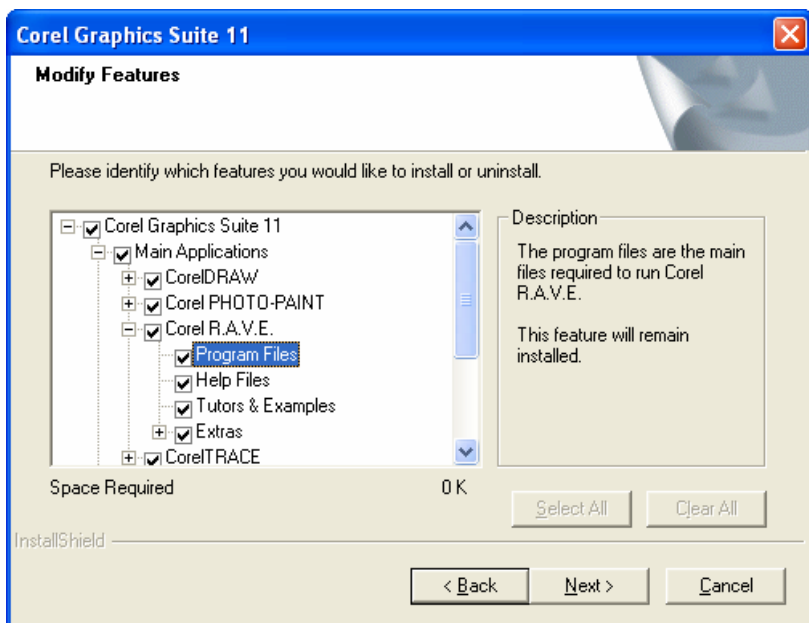 Corel Graphics Suite 11
Modify Features
Please identify which features you would like to install or uninstall.
Corel Graphics Suite 11
Main Applications
CorelDRAW
Corel PHOTO-PAINT
Corel R.A.V.E.
Program Files
Help Files
Tutors & Examples
Extras
CorelTRACE
Space Required 0 K
Description
The program files are the main
files required to run Corel
R.A.V.E.
This feature will remain
installed.
Select All Clear All
InstallShield
< Back Next > Cancel